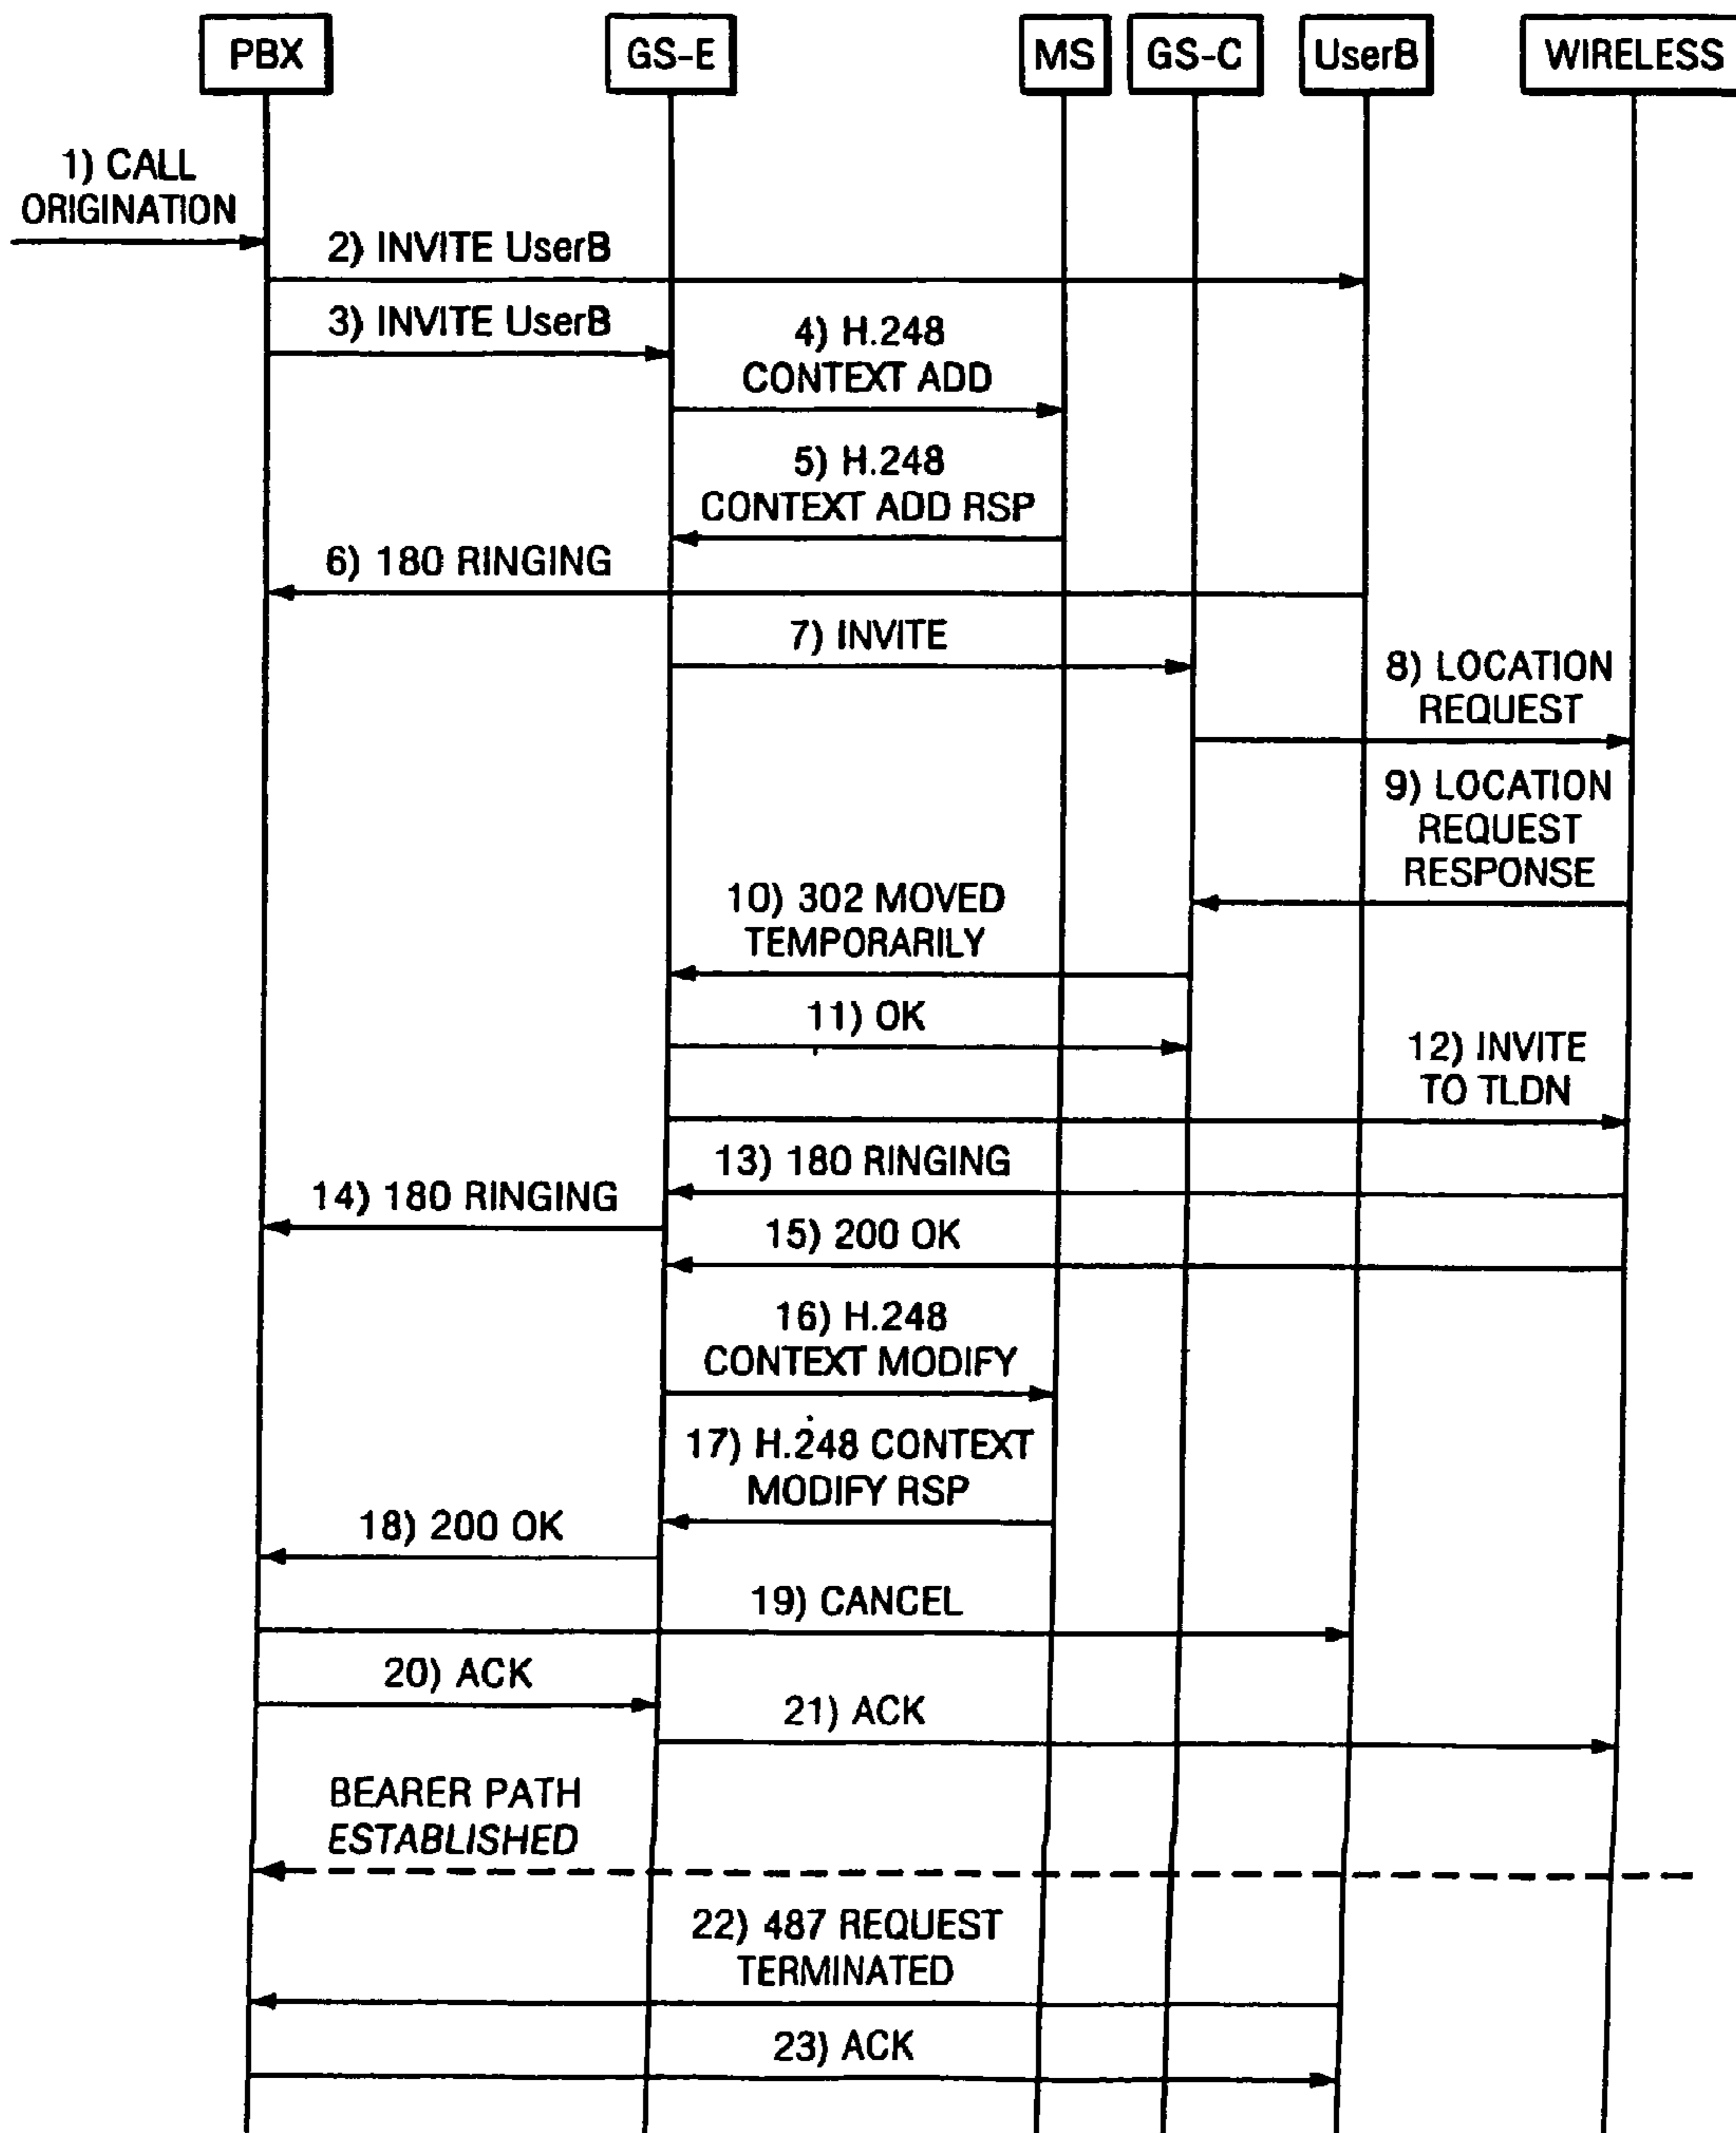 PBX
GS-E
MS
GS-C
UserB
WIRELESS
1) CALL
ORIGINATION
2) INVITE UserB
3) INVITE UserB
4) H.248
CONTEXT ADD
5) H.248
CONTEXT ADD RSP
6) 180 RINGING
7) INVITE
8) LOCATION
REQUEST
9) LOCATION
REQUEST
RESPONSE
10) 302 MOVED
TEMPORARILY
11) OK
12) INVITE
TO TLDN
13) 180 RINGING
14) 180 RINGING
15) 200 OK
16) H.248
CONTEXT MODIFY
17) H.248 CONTEXT
MODIFY RSP
18) 200 OK
19) CANCEL
20) ACK
21) ACK
BEARER PATH
ESTABLISHED
22) 487 REQUEST
TERMINATED
23) ACK